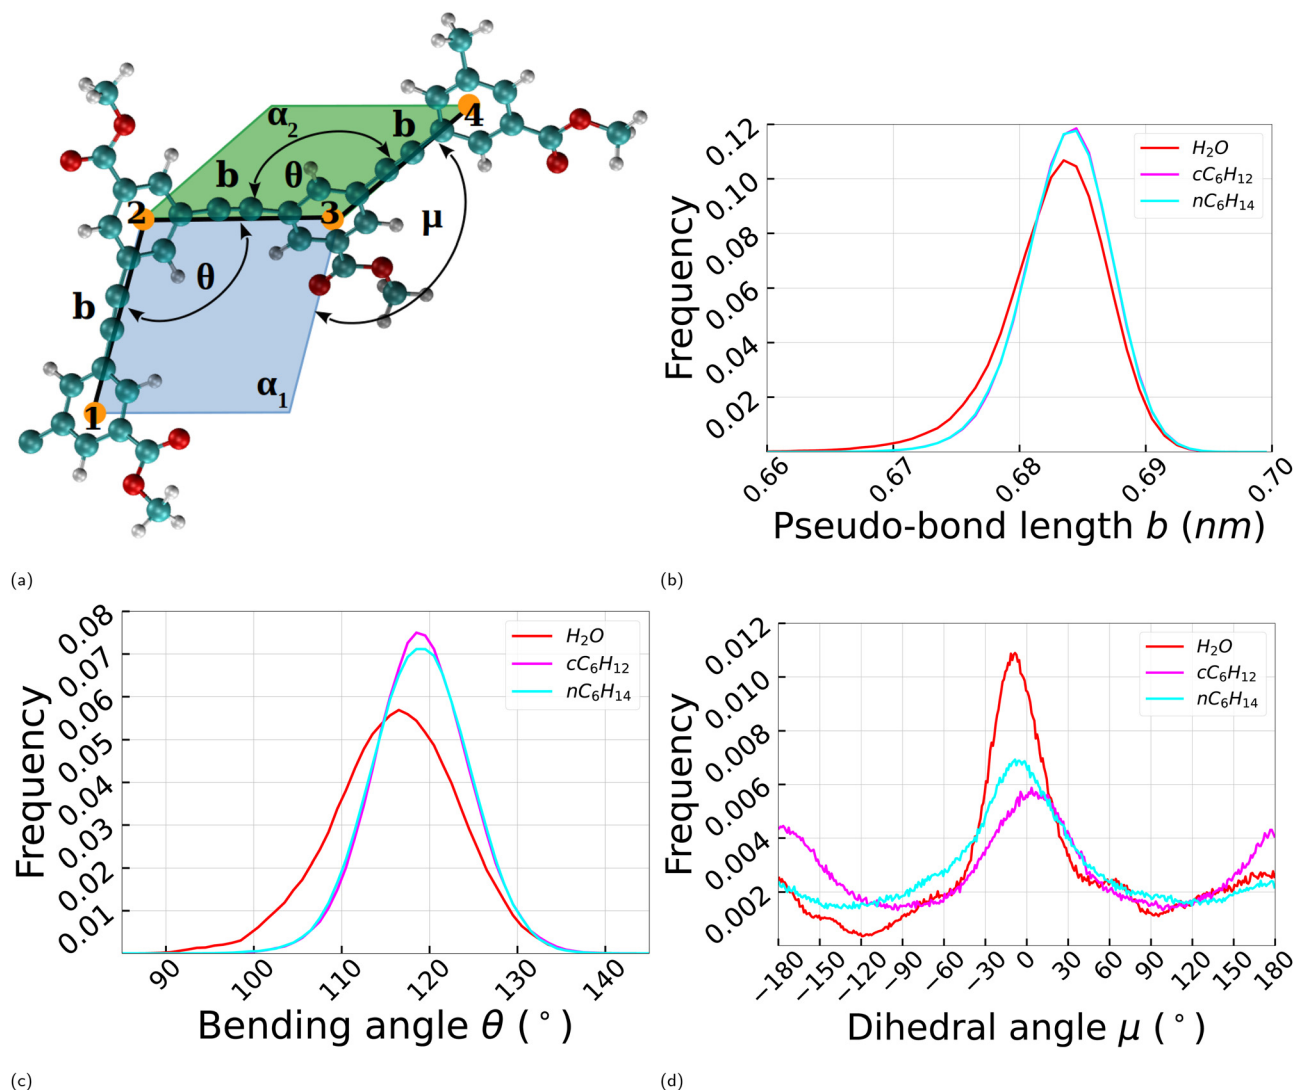 α₂
b
4
b
θ
2
3
μ
θ
b
α₁
1
(a)
0.12
0.10
0.08
0.06
0.04
0.02
Frequency
H₂O
cC₆H₁₂
nC₆H₁₄
0.66
0.67
0.68
0.69
0.70
Pseudo-bond length b (nm)
(b)
0.08
0.07
0.06
0.05
0.04
0.03
0.02
0.01
Frequency
H₂O
cC₆H₁₂
nC₆H₁₄
90
100
110
120
130
140
Bending angle θ (°)
(c)
0.012
0.010
0.008
0.006
0.004
0.002
Frequency
H₂O
cC₆H₁₂
nC₆H₁₄
−180
−150
−120
−90
−60
−30
0
30
60
90
120
150
180
Dihedral angle μ (°)
(d)